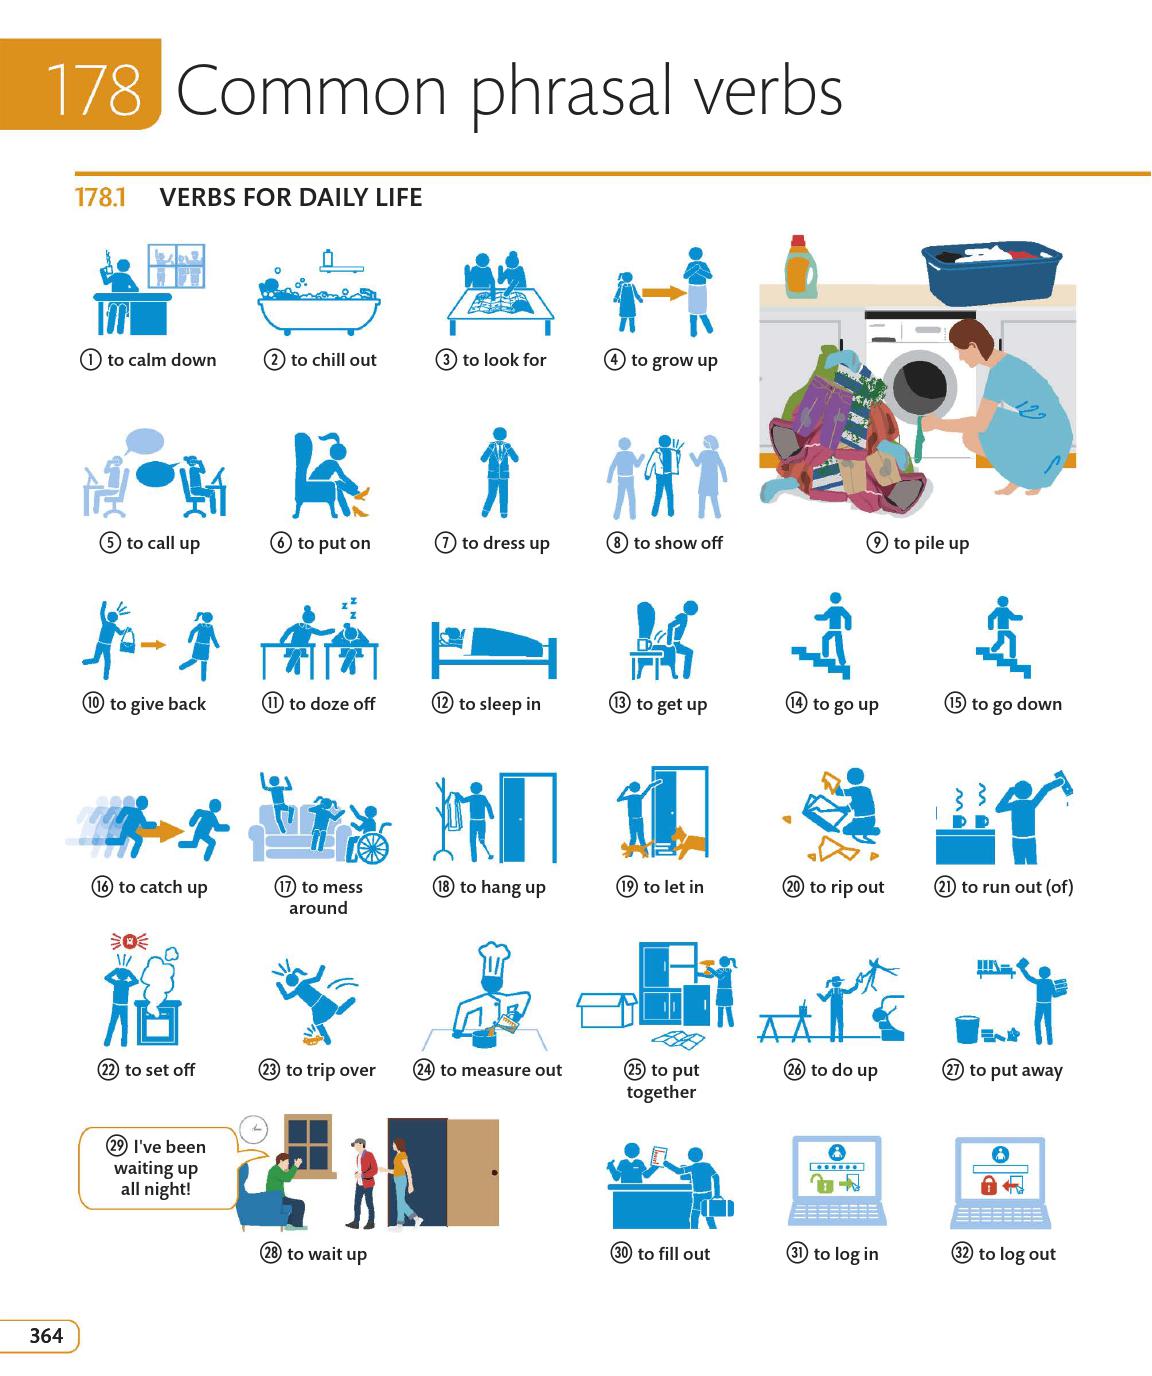 178 Common phrasal verbs
178.1 VERBS FOR DAILY LIFE
① to calm down
② to chill out
③ to look for
④ to grow up
⑤ to call up
⑥ to put on
⑦ to dress up
⑧ to show off
⑨ to pile up
z z
z
⑩ to give back
⑪ to doze off
⑫ to sleep in
⑬ to get up
⑭ to go up
⑮ to go down
⑯ to catch up
⑰ to mess
around
⑱ to hang up
⑲ to let in
⑳ to rip out
㉑ to run out (of)
㉒ to set off
㉓ to trip over
㉔ to measure out
㉕ to put
together
㉖ to do up
㉗ to put away
㉙ I've been
waiting up
all night!
㉘ to wait up
㉚ to fill out
㉛ to log in
㉜ to log out
364